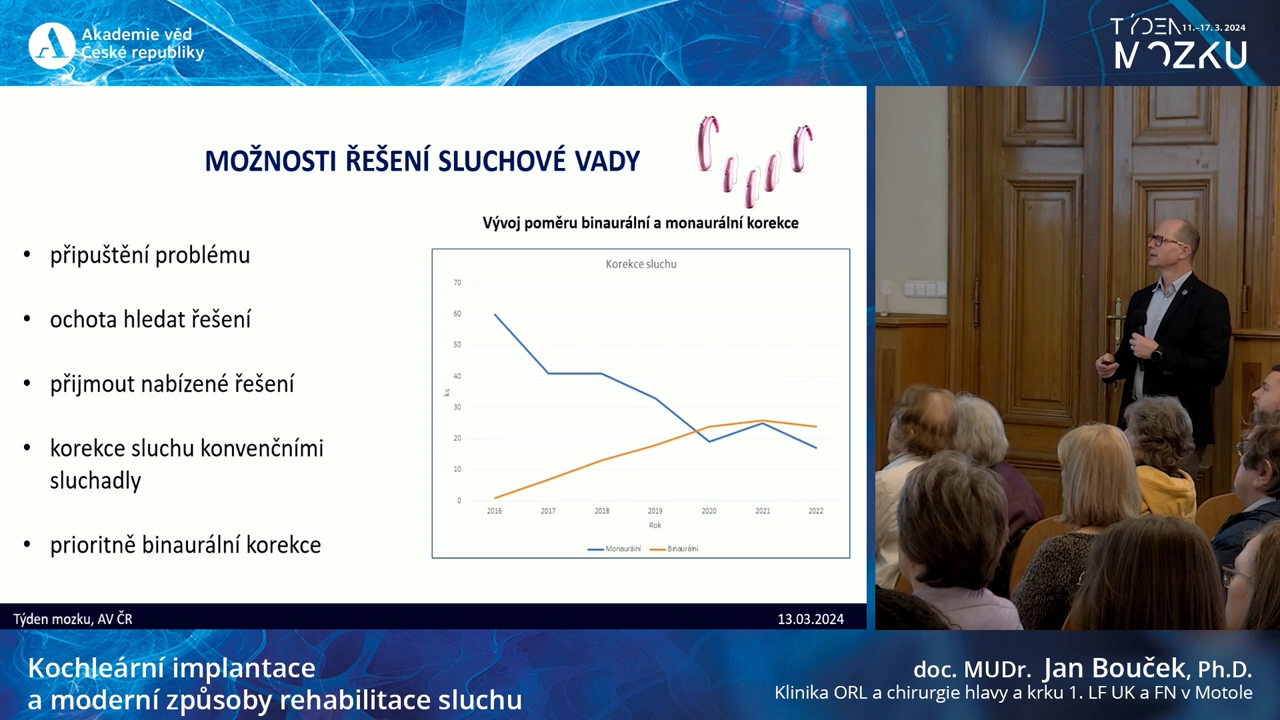 Akademie věd
České republiky
TÝDEN 11.–17. 3. 2024
MOZKU
MOŽNOSTI ŘEŠENÍ SLUCHOVÉ VADY
Vývoj poměru binaurální a monaurální korekce
• připuštění problému
• ochota hledat řešení
• přijmout nabízené řešení
• korekce sluchu konvenčními
sluchadly
• prioritně binaurální korekce
Korekce sluchu
70
60
50
40
30
20
10
0
ks
2016 2017 2018 2019 2020 2021 2022
Rok
Monaurální Binaurální
Týden mozku, AV ČR
13.03.2024
Kochleární implantace
a moderní způsoby rehabilitace sluchu
doc. MUDr. Jan Bouček, Ph.D.
Klinika ORL a chirurgie hlavy a krku 1. LF UK a FN v Motole